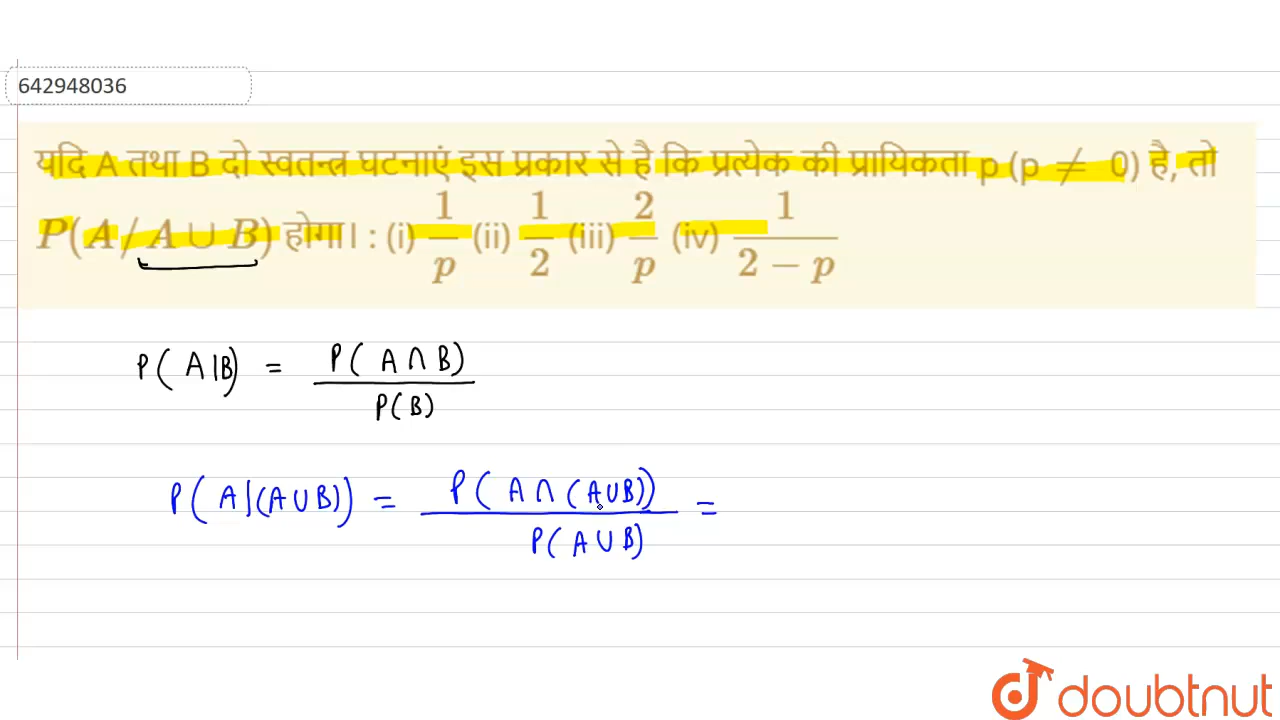 642948036
यदि A तथा B दो स्वतन्त्र घटनाएं इस प्रकार से है कि प्रत्येक की प्रायिकता p (p ≠ 0) है, तो
P(A/A ∪ B) होगा। : (i) 1/p (ii) 1/2 (iii) 2/p (iv) 1/(2 − p)
P(A|B) = P(A∩B)/P(B)
P(A|(A∪B)) = P(A∩(A∪B))/P(A∪B) =
doubtnut